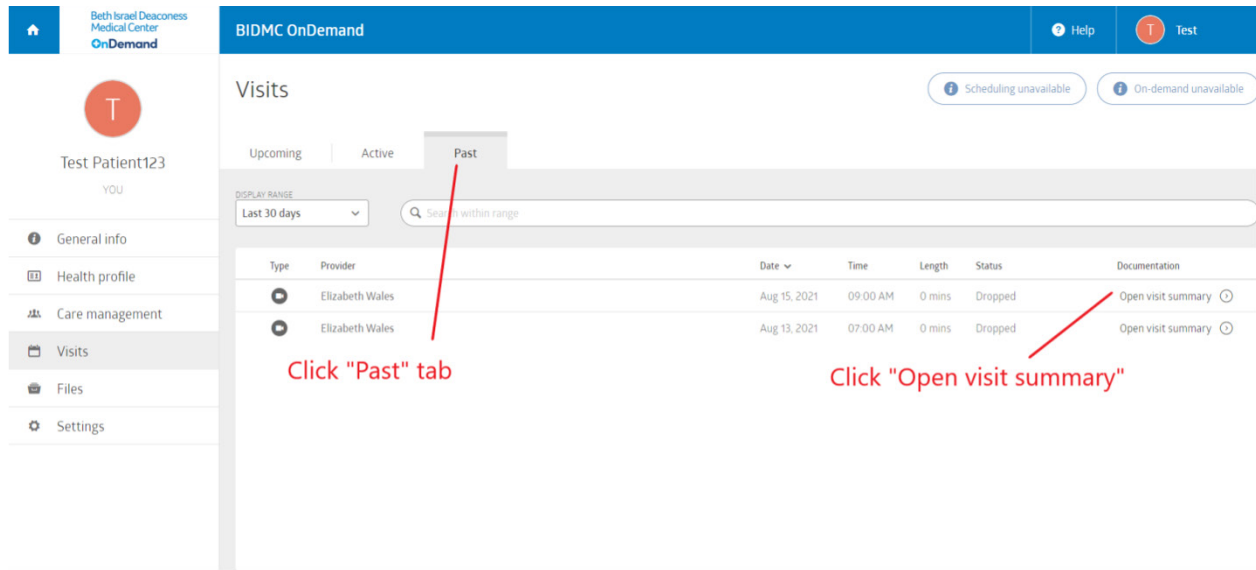 Beth Israel Deaconess
Medical Center
OnDemand
BIDMC OnDemand
Help
T
Test
T
Test Patient123
YOU
General info
Health profile
Care management
Visits
Files
Settings
Visits
Scheduling unavailable
On-demand unavailable
Upcoming Active Past
DISPLAY RANGE
Last 30 days
Search within range
Type Provider Date Time Length Status Documentation
Elizabeth Wales Aug 15, 2021 09:00 AM 0 mins Dropped Open visit summary
Elizabeth Wales Aug 13, 2021 07:00 AM 0 mins Dropped Open visit summary
Click "Past" tab
Click "Open visit summary"